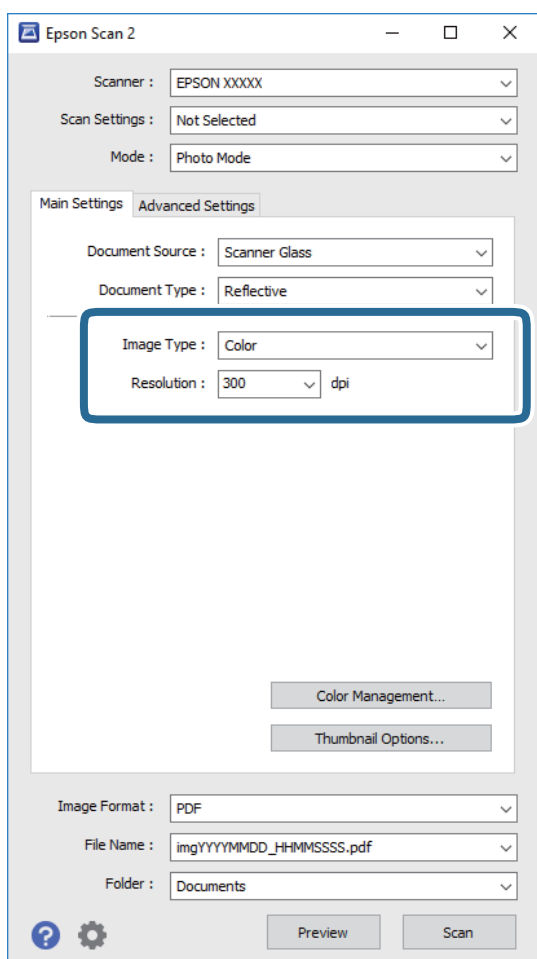 Epson Scan 2
Scanner : EPSON XXXXX
Scan Settings : Not Selected
Mode : Photo Mode
Main Settings Advanced Settings
Document Source : Scanner Glass
Document Type : Reflective
Image Type : Color
Resolution : 300 dpi
Color Management...
Thumbnail Options...
Image Format : PDF
File Name : imgYYYYMMDD_HHMMSSSS.pdf
Folder : Documents
? Preview Scan